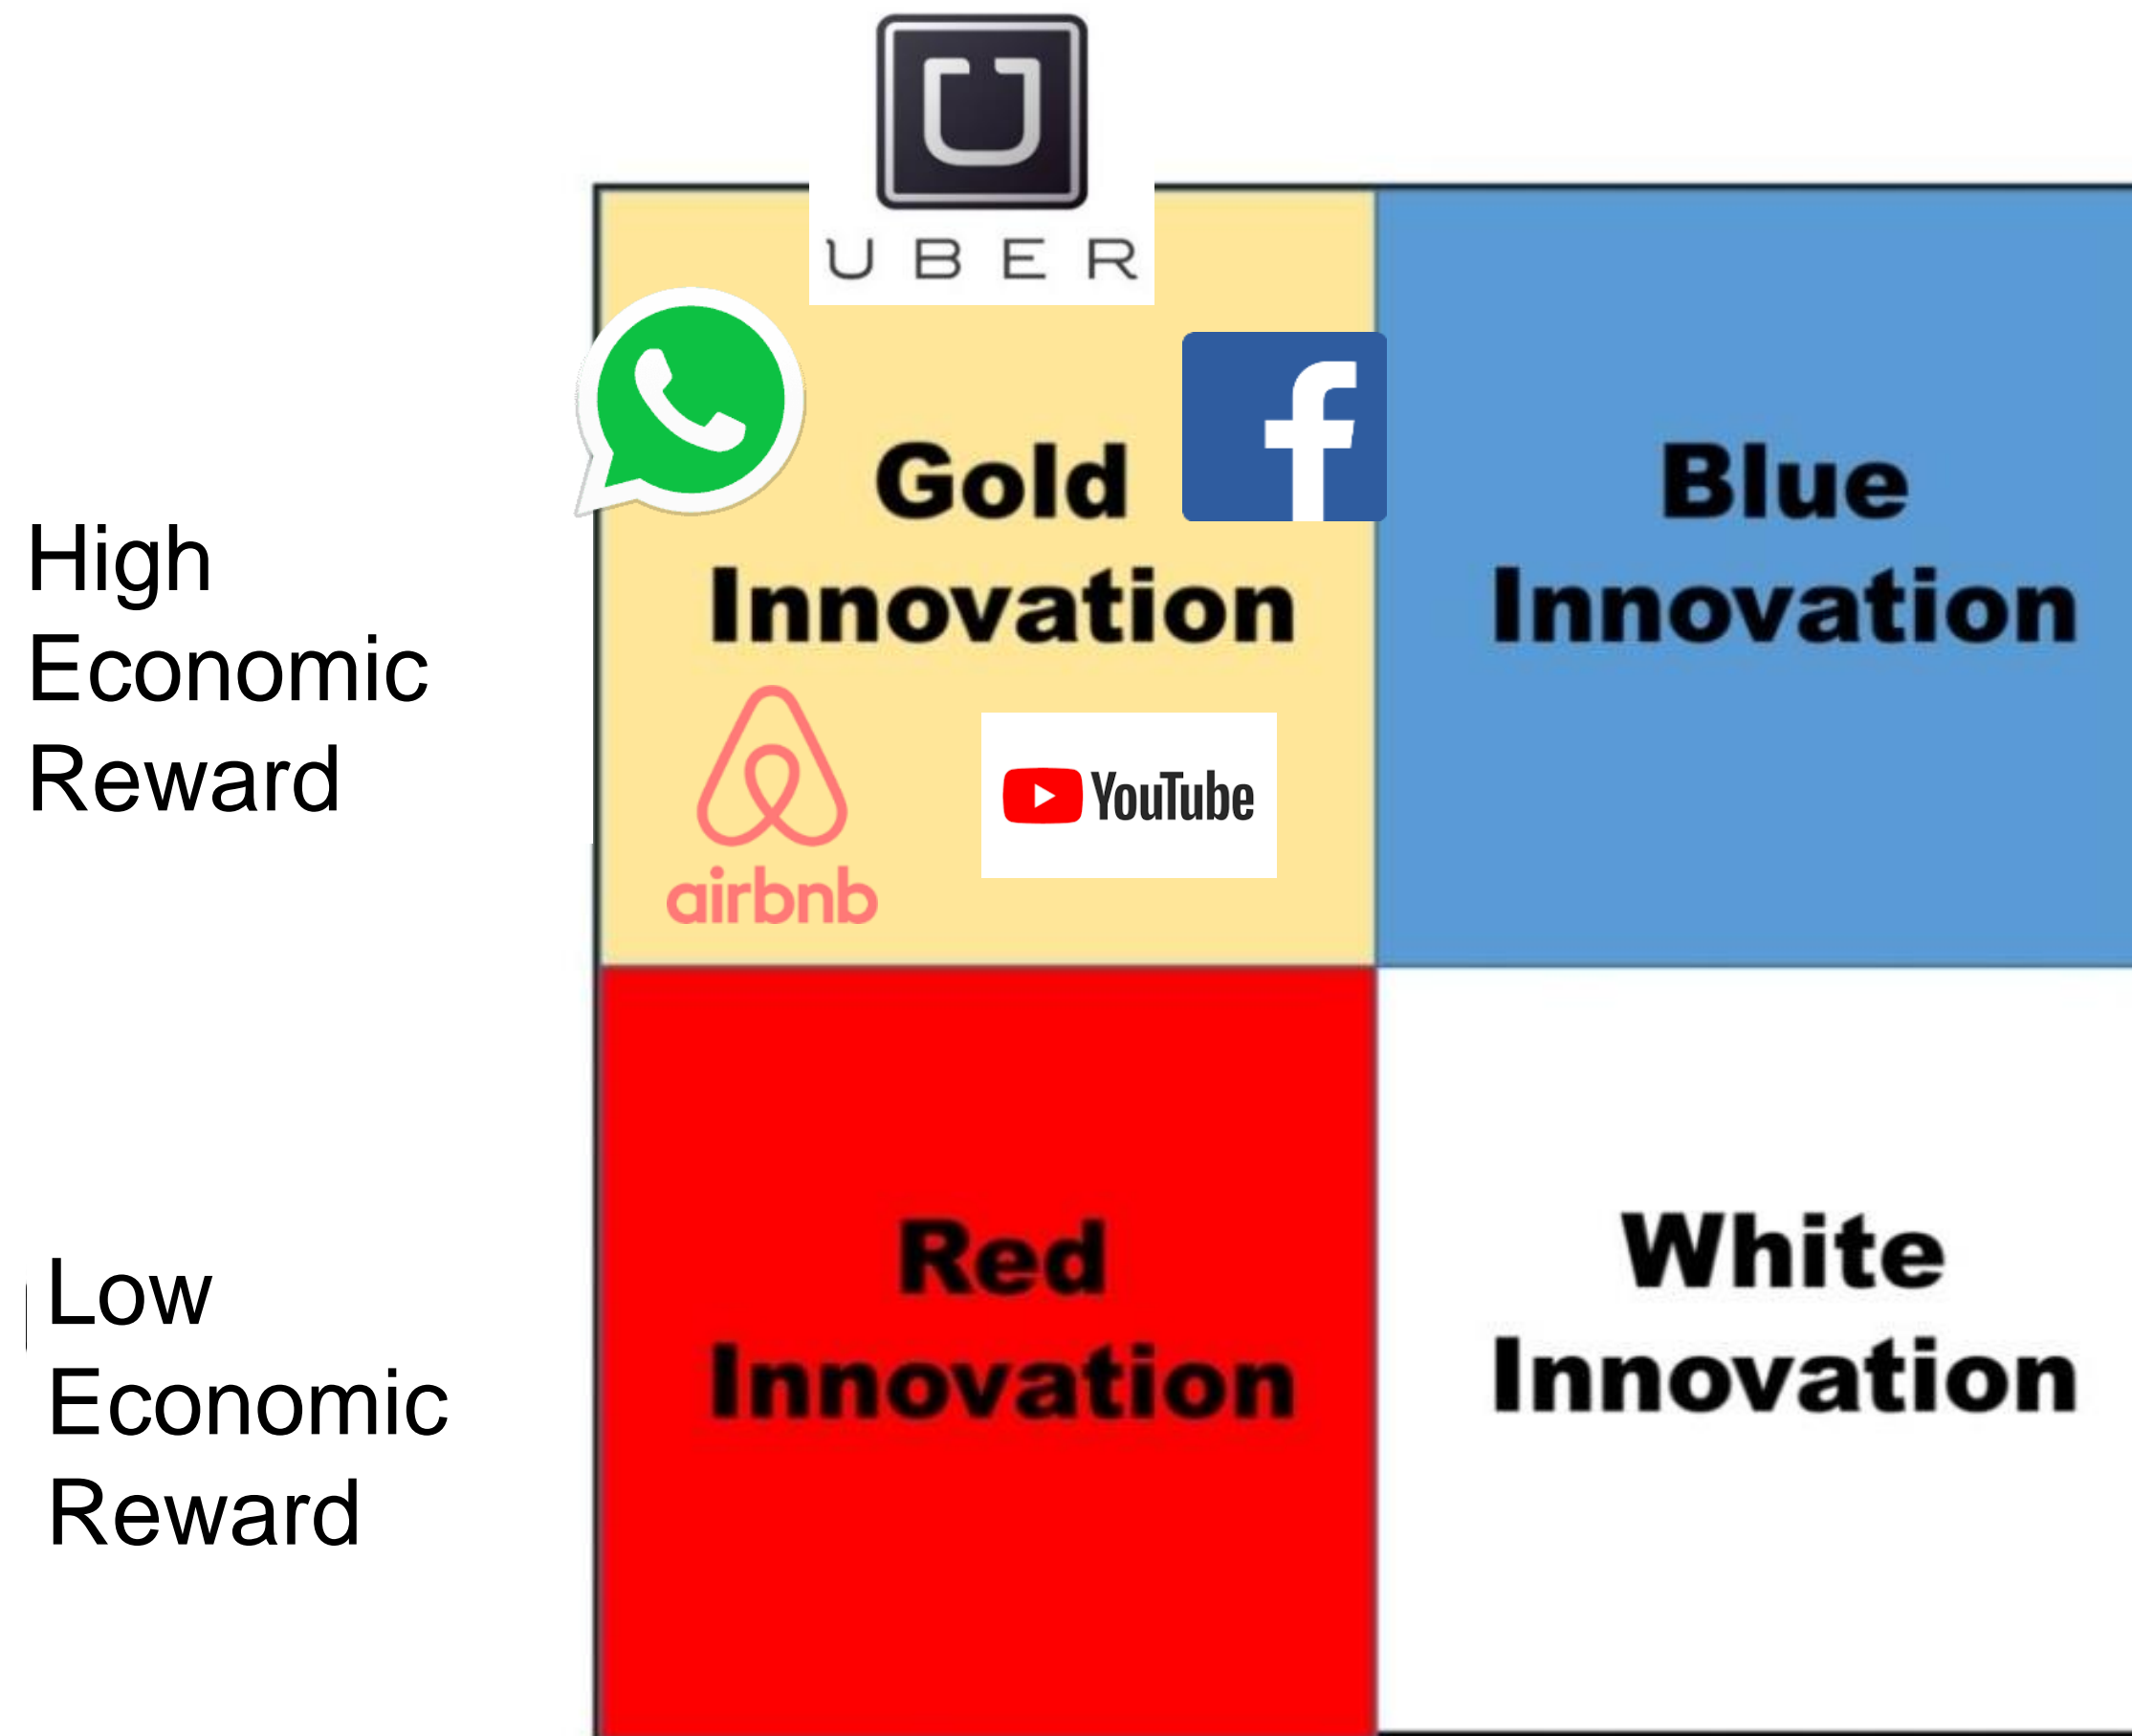 UBER
Gold
Innovation
Blue
Innovation
High
Economic
Reward
airbnb
YouTube
Red
Innovation
White
Innovation
Low
Economic
Reward